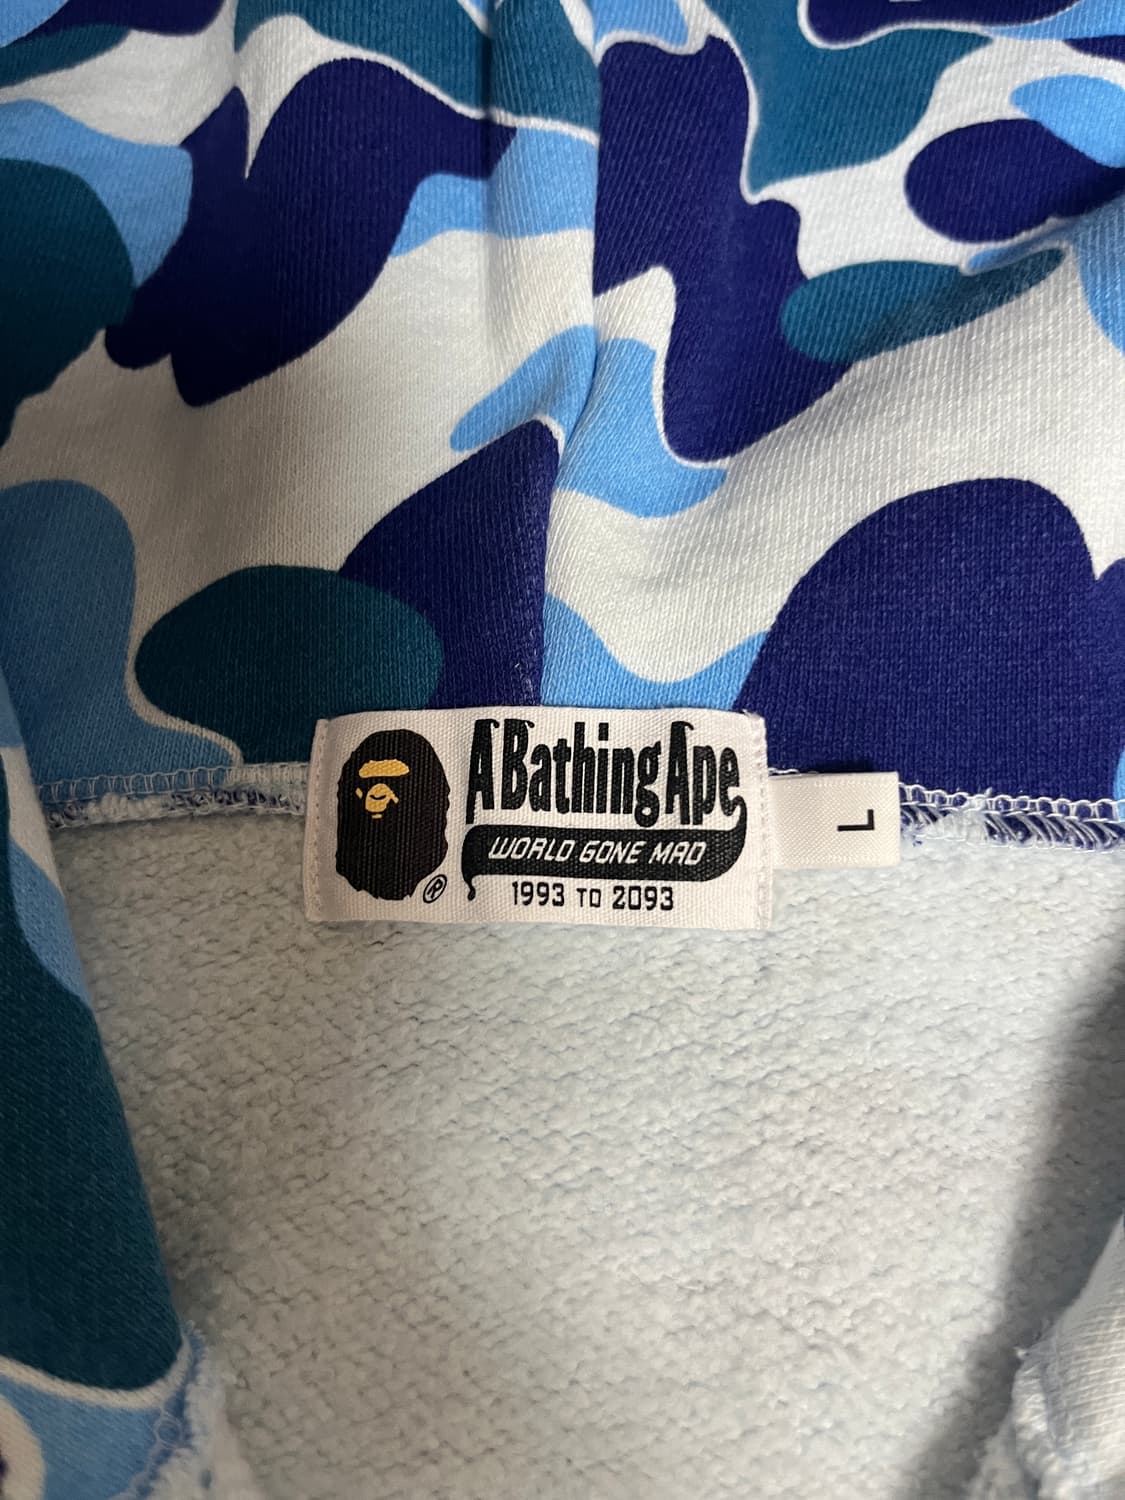 A Bathing Ape
WORLD GONE MAD
1993 TO 2093
®
L